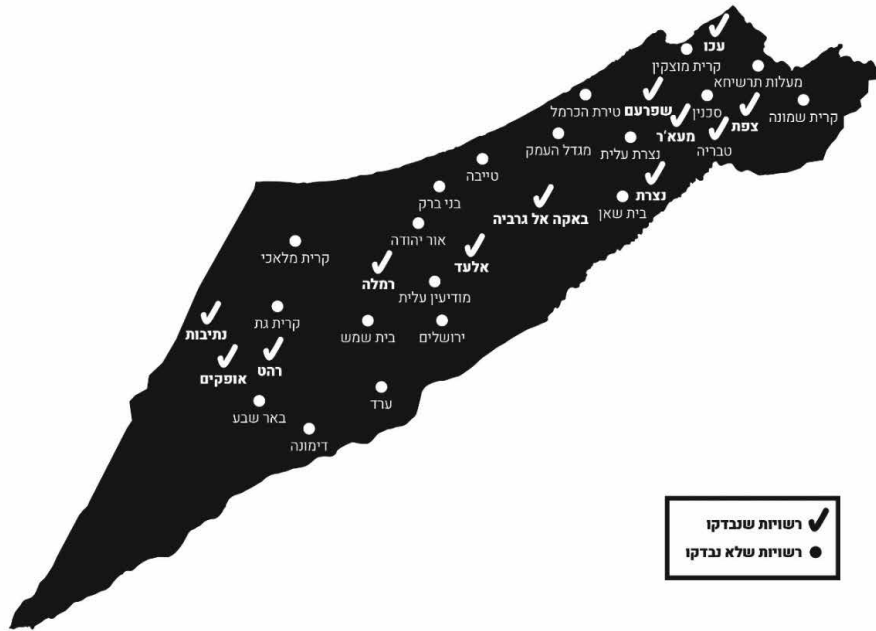 עכו
קרית מוצקין
מעלות תרשיחא
קרית שמונה
צפת
סכנין
שפרעם
טירת הכרמל
מעא'ר
טבריה
נצרת עלית
מגדל העמק
טייבה
נצרת
בית שאן
בני ברק
באקה אל גרביה
אור יהודה
אלעד
קרית מלאכי
רמלה
מודיעין עלית
נתיבות
קרית גת
בית שמש
ירושלים
רהט
אופקים
ערד
באר שבע
דימונה
רשויות שנבדקו
רשויות שלא נבדקו